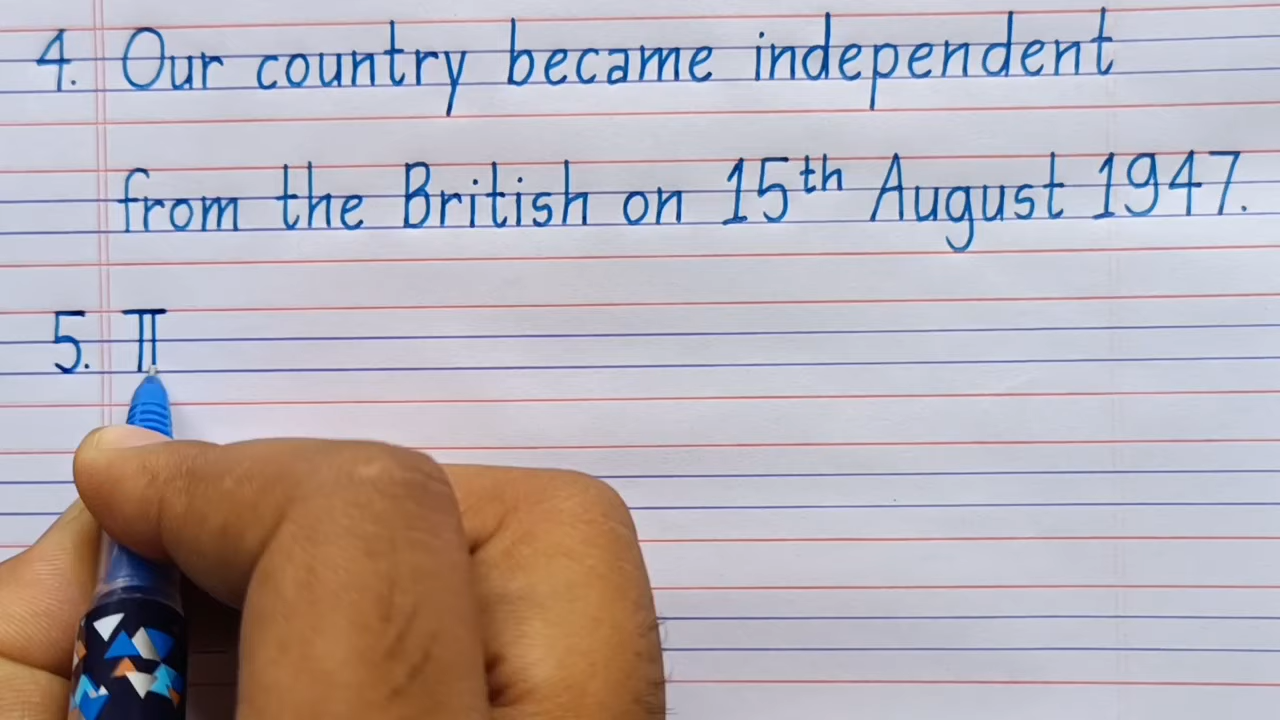 4. Our country became independent
from the British on 15th August 1947.
5.